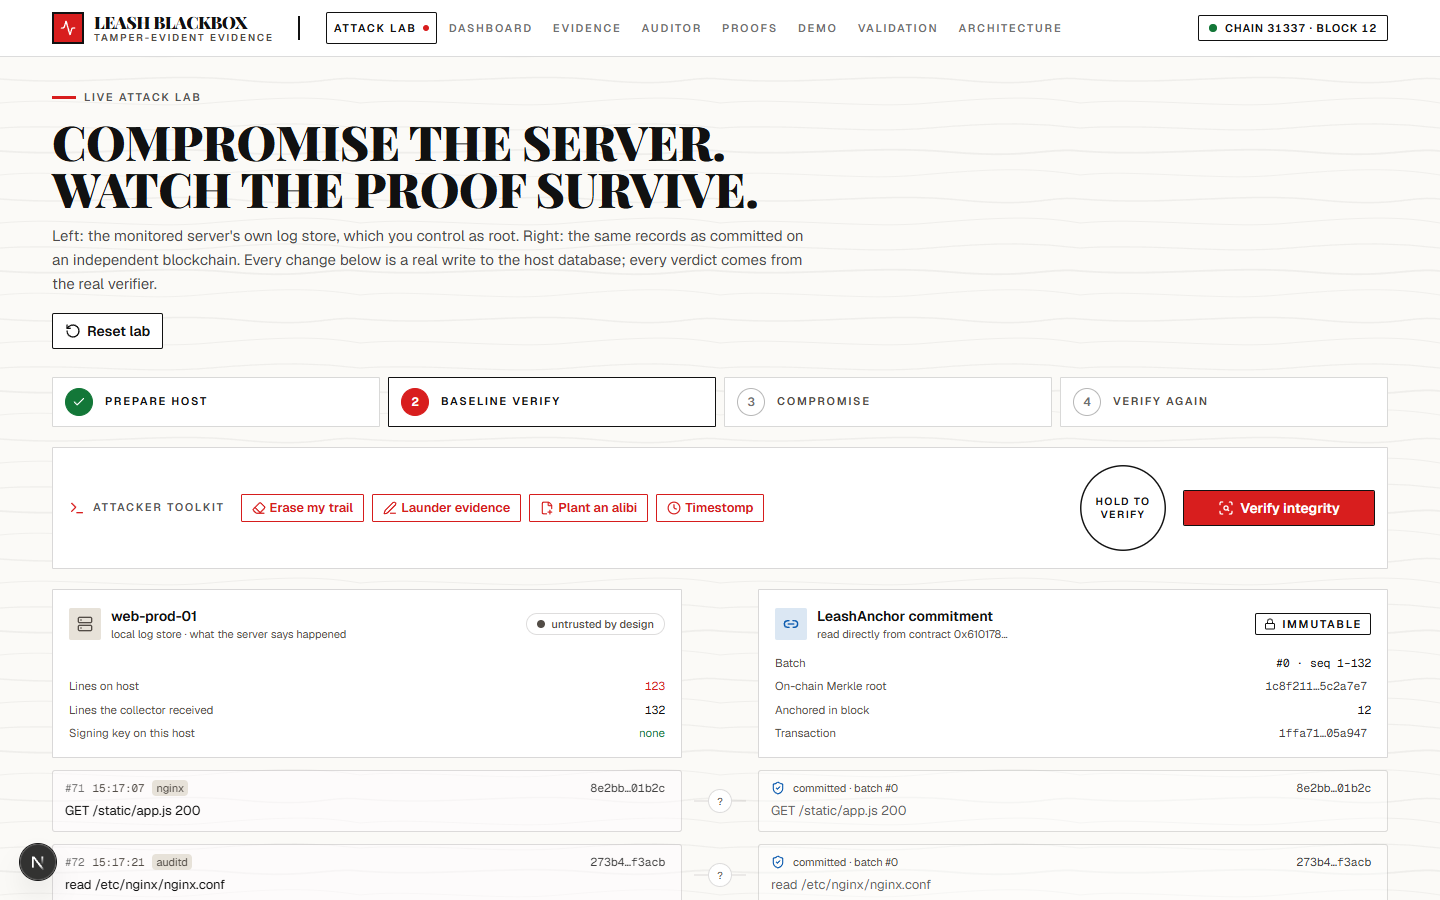 LEASH BLACKBOX
TAMPER-EVIDENT EVIDENCE
ATTACK LAB
DASHBOARD
EVIDENCE
AUDITOR
PROOFS
DEMO
VALIDATION
ARCHITECTURE
CHAIN 31337 · BLOCK 12
LIVE ATTACK LAB
COMPROMISE THE SERVER.
WATCH THE PROOF SURVIVE.
Left: the monitored server's own log store, which you control as root. Right: the same records as committed on
an independent blockchain. Every change below is a real write to the host database; every verdict comes from
the real verifier.
Reset lab
PREPARE HOST
2 BASELINE VERIFY
3 COMPROMISE
4 VERIFY AGAIN
ATTACKER TOOLKIT
Erase my trail
Launder evidence
Plant an alibi
Timestomp
HOLD TO
VERIFY
Verify integrity
web-prod-01
local log store · what the server says happened
untrusted by design
Lines on host 123
Lines the collector received 132
Signing key on this host none
LeashAnchor commitment
read directly from contract 0x610178…
IMMUTABLE
Batch #0 · seq 1–132
On-chain Merkle root 1c8f211…5c2a7e7
Anchored in block 12
Transaction 1ffa71…05a947
#71 15:17:07 nginx 8e2bb…01b2c
GET /static/app.js 200
?
committed · batch #0 8e2bb…01b2c
GET /static/app.js 200
N
#72 15:17:21 auditd 273b4…f3acb
read /etc/nginx/nginx.conf
?
committed · batch #0 273b4…f3acb
read /etc/nginx/nginx.conf